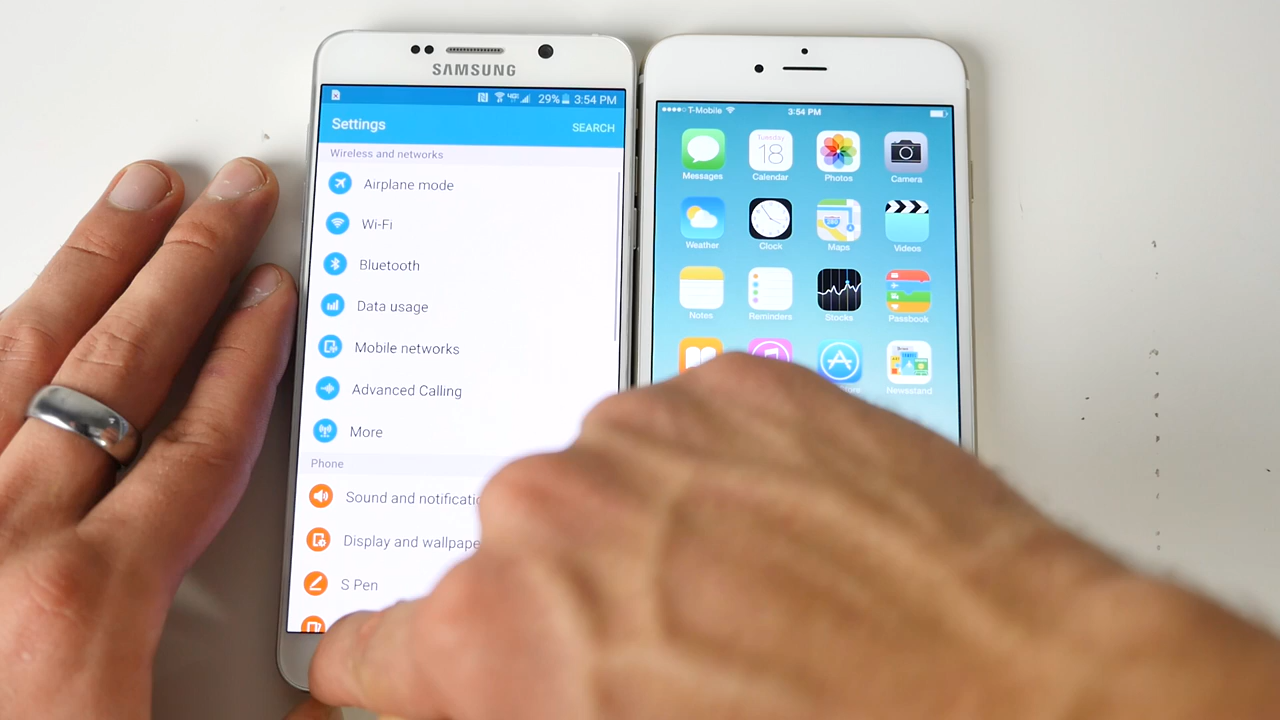 SAMSUNG
29% 3:54 PM
Settings
SEARCH
Wireless and networks
Airplane mode
Wi-Fi
Bluetooth
Data usage
Mobile networks
Advanced Calling
More
Phone
Sound and notificatio
Display and wallpape
S Pen
T-Mobile 3:54 PM
Messages Calendar Photos Camera
Tuesday
18
Weather Clock Maps Videos
Notes Reminders Stocks Passbook
Newsstand